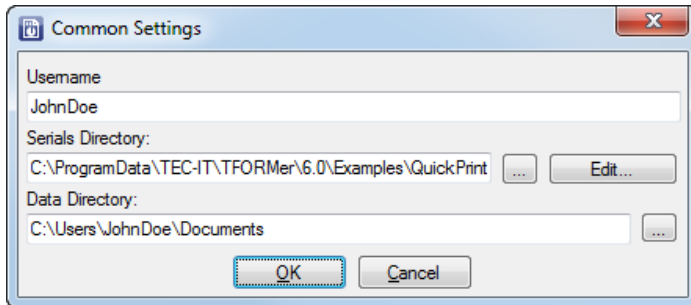 Common Settings
Username
JohnDoe
Serials Directory:
C:\ProgramData\TEC-IT\TFORMer\6.0\Examples\QuickPrint ... Edit...
Data Directory:
C:\Users\JohnDoe\Documents ...
OK Cancel